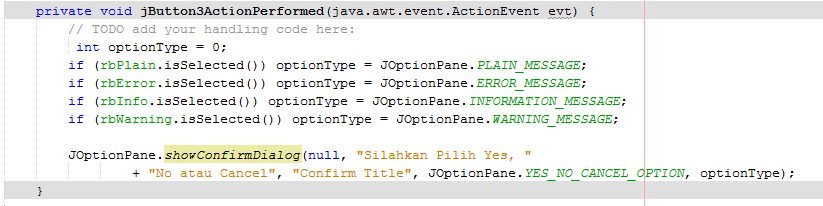 private void jButton3ActionPerformed(java.awt.event.ActionEvent evt) {
// TODO add your handling code here:
int optionType = 0;
if (rbPlain.isSelected()) optionType = JOptionPane.PLAIN_MESSAGE;
if (rbError.isSelected()) optionType = JOptionPane.ERROR_MESSAGE;
if (rbInfo.isSelected()) optionType = JOptionPane.INFORMATION_MESSAGE;
if (rbWarning.isSelected()) optionType = JOptionPane.WARNING_MESSAGE;
JOptionPane.showConfirmDialog(null, "Silahkan Pilih Yes, "
+ "No atau Cancel", "Confirm Title", JOptionPane.YES_NO_CANCEL_OPTION, optionType);
}